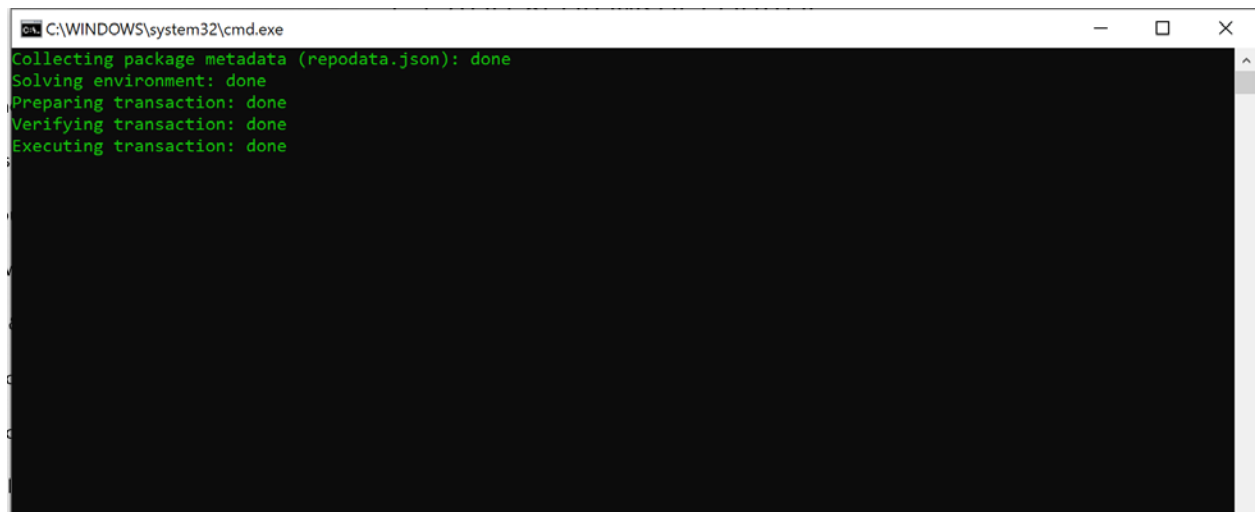 C:\WINDOWS\system32\cmd.exe
Collecting package metadata (repodata.json): done
Solving environment: done
Preparing transaction: done
Verifying transaction: done
Executing transaction: done